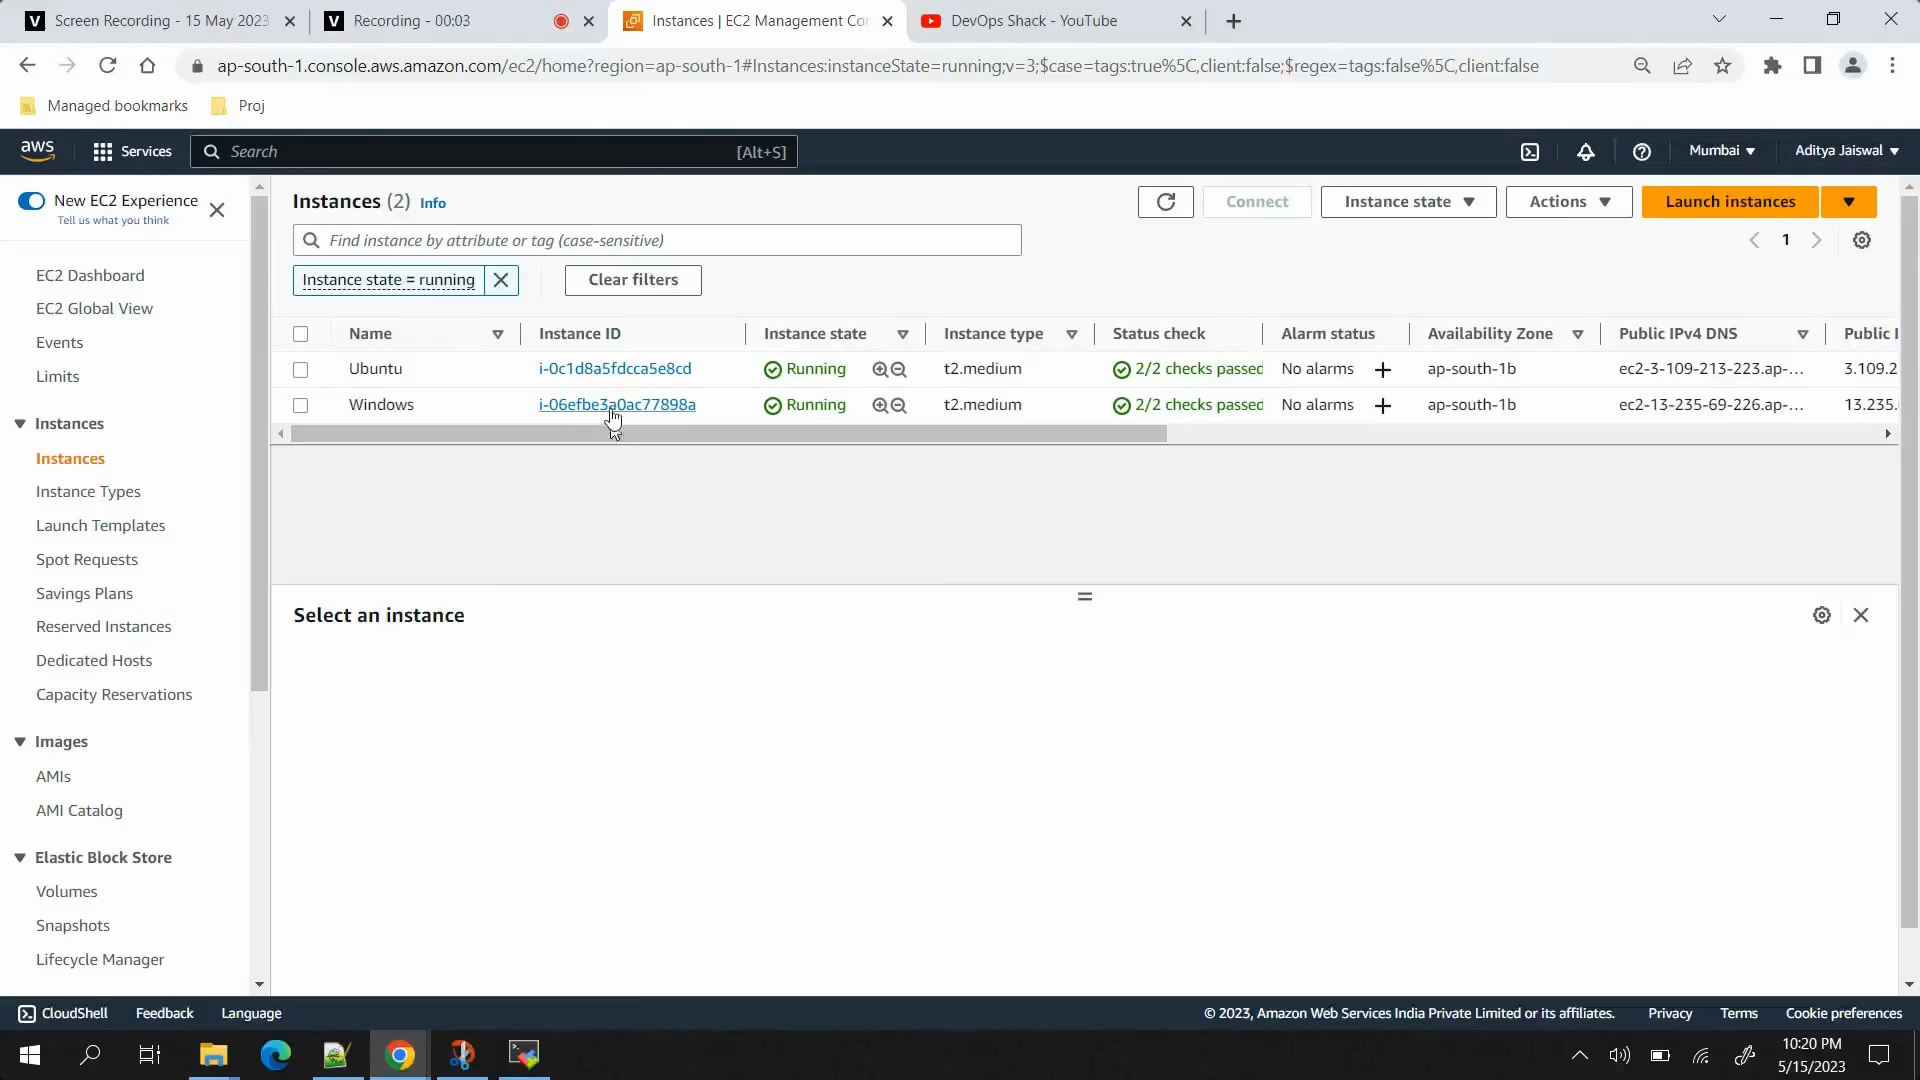 Screen Recording - 15 May 2023
Recording - 00:03
Instances | EC2 Management Co
DevOps Shack - YouTube
ap-south-1.console.aws.amazon.com/ec2/home?region=ap-south-1#Instances:instanceState=running;v=3;$case=tags:true%5C,client:false;$regex=tags:false%5C,client:false
Managed bookmarks
Proj
aws
Services
Search
[Alt+S]
Mumbai
Aditya Jaiswal
New EC2 Experience
Tell us what you think
EC2 Dashboard
EC2 Global View
Events
Limits
Instances
Instances
Instance Types
Launch Templates
Spot Requests
Savings Plans
Reserved Instances
Dedicated Hosts
Capacity Reservations
Images
AMIs
AMI Catalog
Elastic Block Store
Volumes
Snapshots
Lifecycle Manager
Instances (2) Info
Connect
Instance state
Actions
Launch instances
Find instance by attribute or tag (case-sensitive)
1
Instance state = running
Clear filters
Name Instance ID Instance state Instance type Status check Alarm status Availability Zone Public IPv4 DNS Public I
Ubuntu i-0c1d8a5fdcca5e8cd Running t2.medium 2/2 checks passed No alarms + ap-south-1b ec2-3-109-213-223.ap-... 3.109.2
Windows i-06efbe3a0ac77898a Running t2.medium 2/2 checks passed No alarms + ap-south-1b ec2-13-235-69-226.ap-... 13.235.
Select an instance
CloudShell
Feedback
Language
© 2023, Amazon Web Services India Private Limited or its affiliates.
Privacy
Terms
Cookie preferences
10:20 PM
5/15/2023